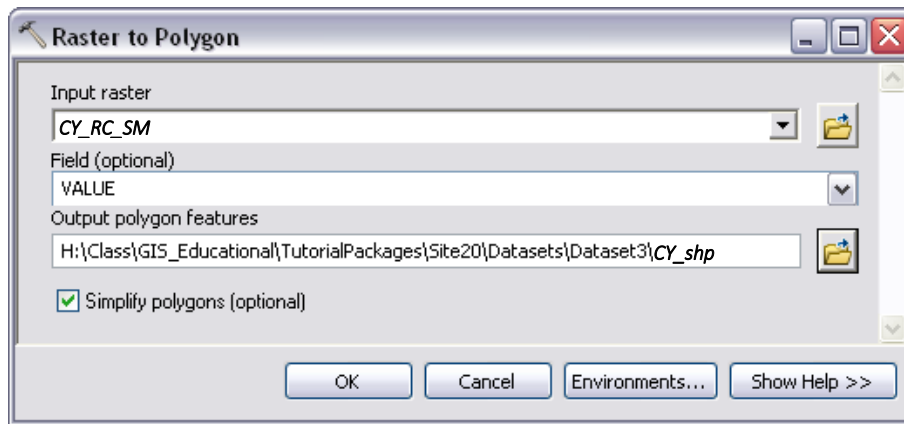 Raster to Polygon
Input raster
CY_RC_SM
Field (optional)
VALUE
Output polygon features
H:\Class\GIS_Educational\TutorialPackages\Site20\Datasets\Dataset3\CY_shp
Simplify polygons (optional)
OK Cancel Environments... Show Help >>